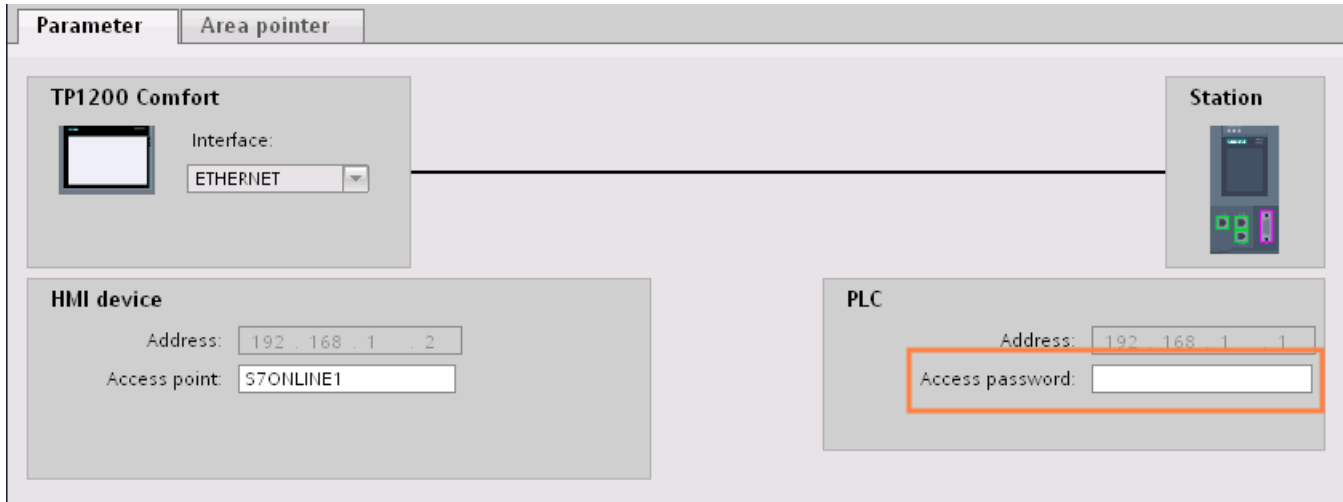 Parameter
Area pointer
TP1200 Comfort
Interface:
ETHERNET
Station
HMI device
Address: 192 . 168 . 1 . 2
Access point: S7ONLINE1
PLC
Address: 192 . 168 . 1 . 1
Access password: